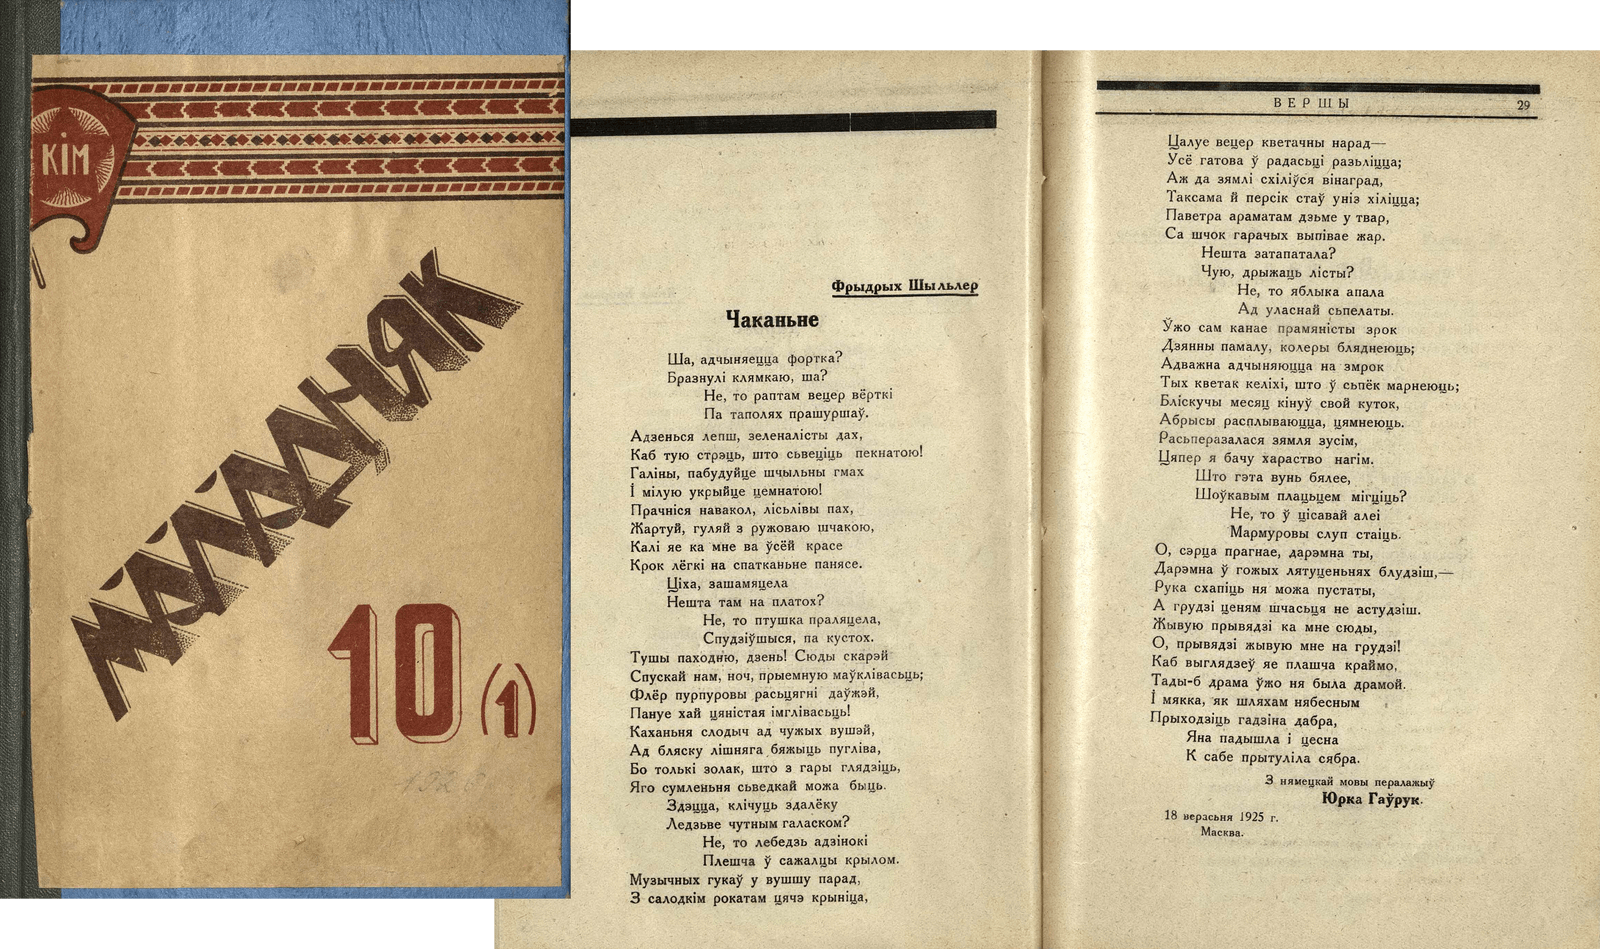 КІМ
МАЛАДНЯК
10 (1)
Фрыдрых Шыльлер
Чаканьне
Ша, адчыняецца фортка?
Бразнулі клямкаю, ша?
Не, то раптам вецер вёрткі
Па таполях прашуршаў.
Адзенься лепш, зеленалісты дах,
Каб тую стрэць, што сьвеціць пекнатою!
Галіны, пабудуйце шчыльны гмах
І мілую укрыйце цемнатою!
Прачніся навакол, лісьлівы пах,
Жартуй, гуляй з ружоваю шчакою,
Калі яе ка мне ва ўсёй красе
Крок лёгкі на спатканьне панясе.
Ціха, зашамяцела
Нешта там на платох?
Не, то птушка праляцела,
Спудзіўшыся, па кустох.
Тушы паходню, дзень! Сюды скарэй
Спускай нам, ноч, прыемную маўклівасьць;
Флёр пурпуровы расьцягні даўжэй,
Пануе хай цяністая імглівасьць!
Каханьня слодыч ад чужых вушэй,
Ад бляску лішняга бяжыць пугліва,
Бо толькі золак, што з гары глядзіць,
Яго сумленьня сьведкай можа быць.
Здэцца, клічуць здалёку
Ледзьве чутным галаском?
Не, то лебедзь адзінокі
Плешча ў сажалцы крылом.
Музычных гукаў у вушшу парад,
З салодкім рокатам цячэ крыніца,
ВЕРШЫ 29
Цалуе вецер кветачны нарад—
Усё гатова ў радасьці разьліцца;
Аж да зямлі схіліўся вінаград,
Таксама й персік стаў уніз хіліцца;
Паветра араматам дзьме у твар,
Са шчок гарачых выпівае жар.
Нешта затапатала?
Чую, дрыжаць лісты?
Не, то яблыка апала
Ад уласнай сьпелаты.
Ўжо сам канае прамяністы зрок
Дзянны памалу, колеры бляднеюць;
Адважна адчыняюцца на змрок
Тых кветак келіхі, што ў сьпёк марнеюць;
Бліскучы месяц кінуў свой куток,
Абрысы расплываюцца, цямнеюць.
Расьперазалася зямля зусім,
Цяпер я бачу хараство нагім.
Што гэта вунь бялее,
Шоўкавым плацьцем мігціць?
Не, то ў цісавай алеі
Мармуровы слуп стаіць.
О, сэрца прагнае, дарэмна ты,
Дарэмна ў гожых лятуценьнях блудзіш,—
Рука схапіць ня можа пустаты,
А грудзі ценям шчасьця не астудзіш.
Жывую прывядзі ка мне сюды,
О, прывядзі жывую мне на грудзі!
Каб выглядзеў яе плашча краймо,
Тады-б драма ўжо ня была драмой.
І мякка, як шляхам нябесным
Прыходзіць гадзіна дабра,
Яна падышла і цесна
К сабе прытуліла сябра.
З нямецкай мовы перал­ажыў
Юрка Гаўрук.
18 верасьня 1925 г.
Масква.